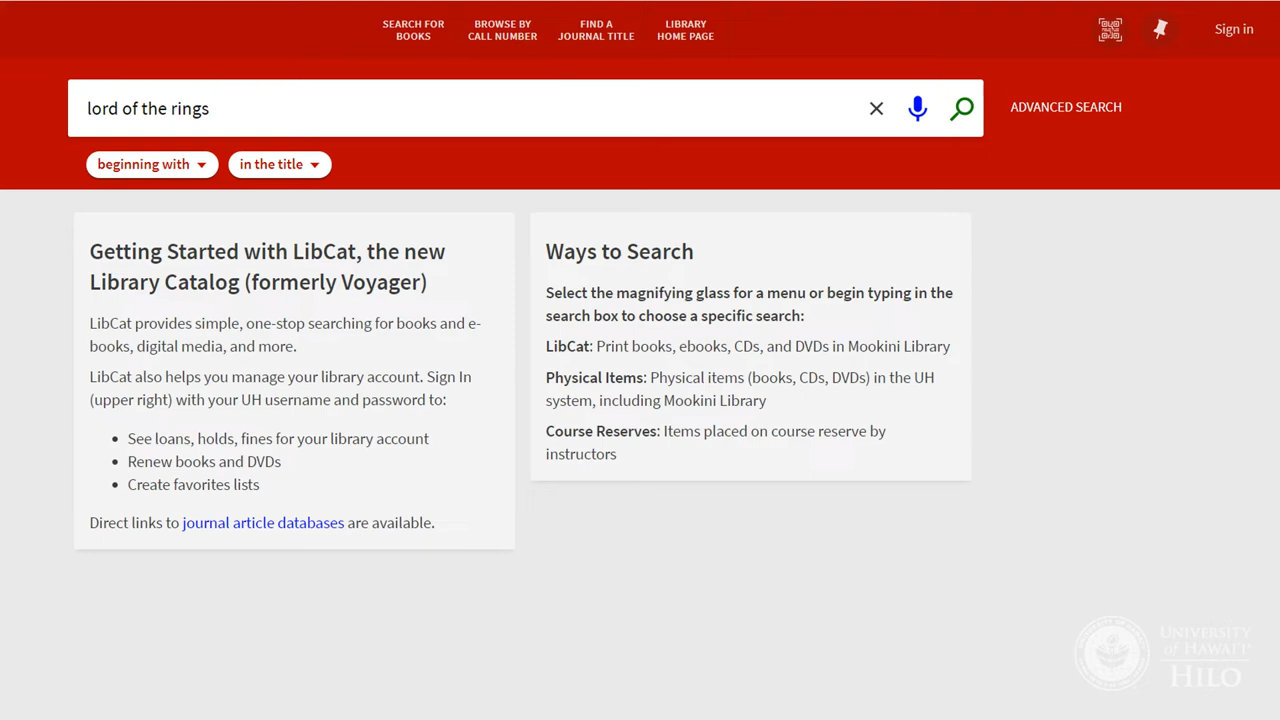 SEARCH FOR
BOOKS
BROWSE BY
CALL NUMBER
FIND A
JOURNAL TITLE
LIBRARY
HOME PAGE
Sign in
lord of the rings
ADVANCED SEARCH
beginning with
in the title
Getting Started with LibCat, the new
Library Catalog (formerly Voyager)
LibCat provides simple, one-stop searching for books and e-
books, digital media, and more.
LibCat also helps you manage your library account. Sign In
(upper right) with your UH username and password to:
• See loans, holds, fines for your library account
• Renew books and DVDs
• Create favorites lists
Direct links to journal article databases are available.
Ways to Search
Select the magnifying glass for a menu or begin typing in the
search box to choose a specific search:
LibCat: Print books, ebooks, CDs, and DVDs in Mookini Library
Physical Items: Physical items (books, CDs, DVDs) in the UH
system, including Mookini Library
Course Reserves: Items placed on course reserve by
instructors
UNIVERSITY
of HAWAI‘I®
HILO